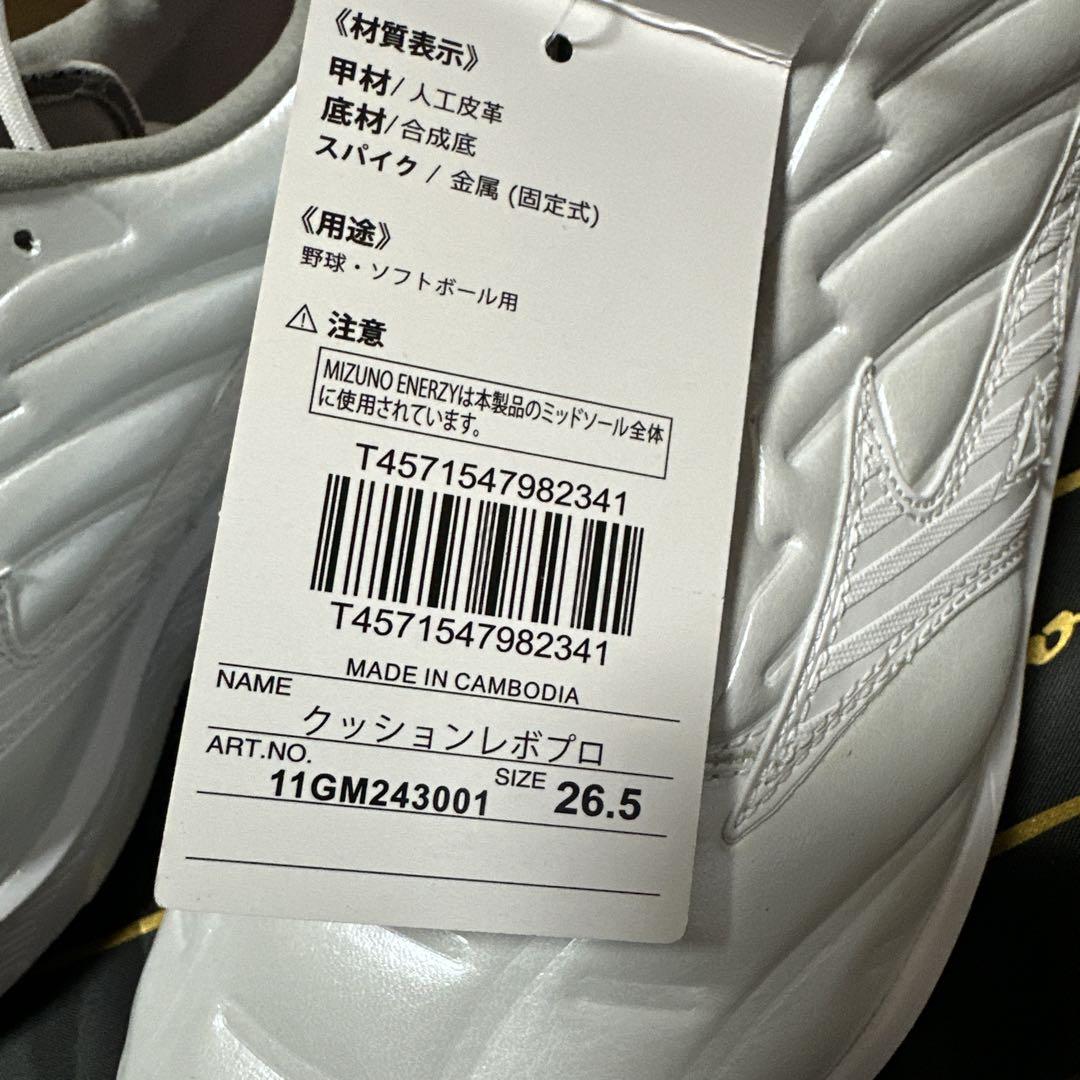 《材質表示》
甲材/人工皮革
底材/合成底
スパイク / 金属 (固定式)
《用途》
野球・ソフトボール用
⚠ 注意
MIZUNO ENERZYは本製品のミッドソール全体
に使用されています。
T4571547982341
T4571547982341
MADE IN CAMBODIA
NAME
クッションレボプロ
ART.NO.
11GM243001
SIZE 26.5